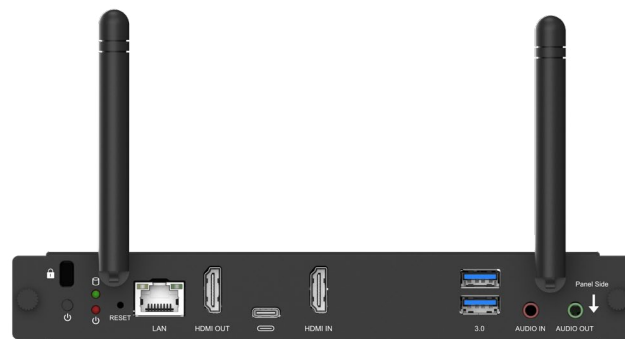 Panel Side
RESET
LAN
HDMI OUT
HDMI IN
3.0
AUDIO IN
AUDIO OUT